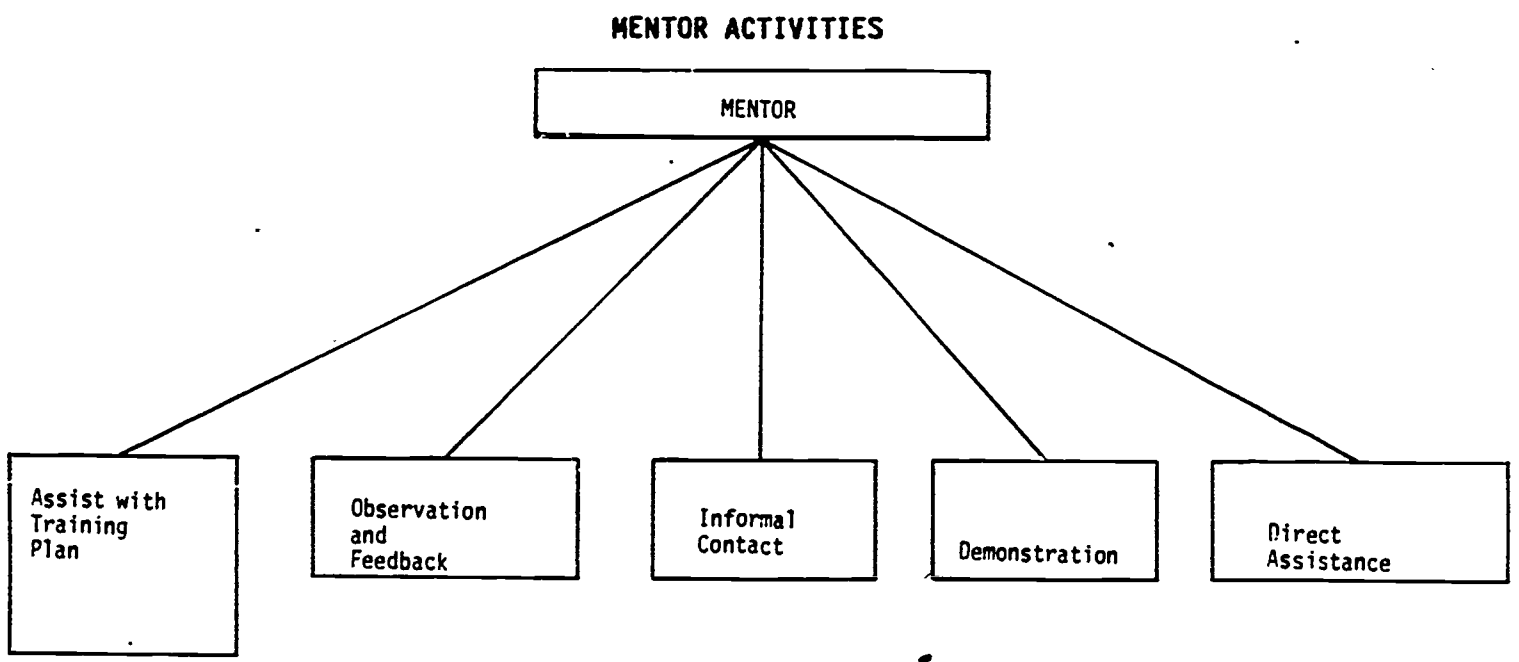 MENTOR ACTIVITIES
MENTOR
Assist with
Training
Plan
Observation
and
Feedback
Informal
Contact
Demonstration
Direct
Assistance